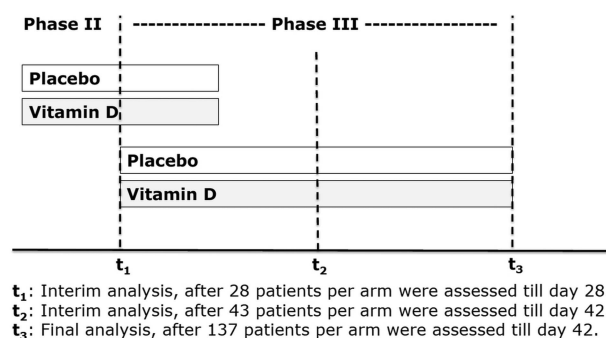 Phase II
Phase III
Placebo
Vitamin D
Placebo
Vitamin D
t1 t2 t3
t1: Interim analysis, after 28 patients per arm were assessed till day 28
t2: Interim analysis, after 43 patients per arm were assessed till day 42
t3: Final analysis, after 137 patients per arm were assessed till day 42.